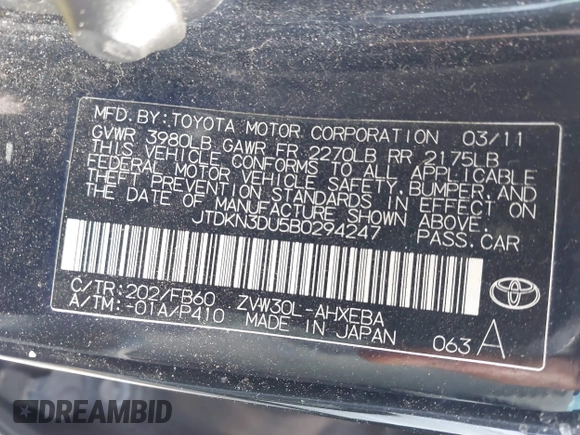 MFD. BY: TOYOTA MOTOR CORPORATION 03/11
GVWR 3980LB GAWR FR 2270LB RR 2175LB
THIS VEHICLE CONFORMS TO ALL APPLICABLE
FEDERAL MOTOR VEHICLE SAFETY, BUMPER, AND
THEFT PREVENTION STANDARDS IN EFFECT ON THE
DATE OF MANUFACTURE SHOWN ABOVE.
JTDKN3DU5B0294247 PASS. CAR
C/TR: 202/FB60 ZVW30L-AHXEBA
A/TM: -01A/P410 MADE IN JAPAN 063 A
DREAMBID